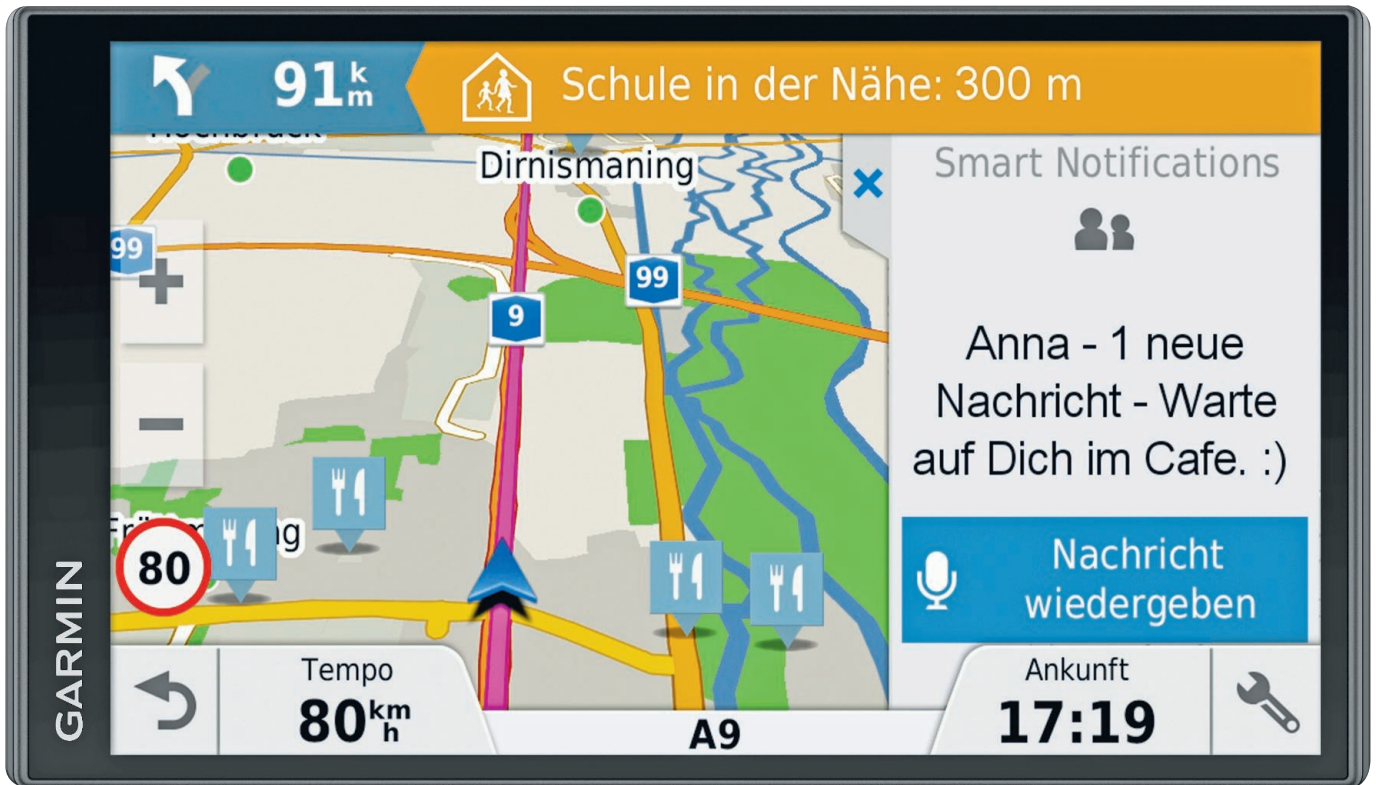 91 km
Schule in der Nähe: 300 m
Dirnismaning
Smart Notifications
99
99
9
Anna - 1 neue
Nachricht - Warte
auf Dich im Cafe. :)
80
Nachricht
wiedergeben
GARMIN
Tempo
80 km/h
A9
Ankunft
17:19